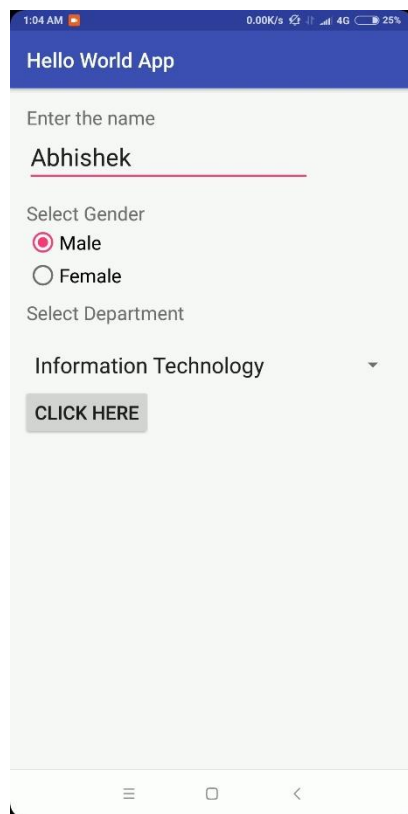 1:04 AM 0.00K/s 4G 25%
Hello World App
Enter the name
Abhishek
Select Gender
Male
Female
Select Department
Information Technology
CLICK HERE